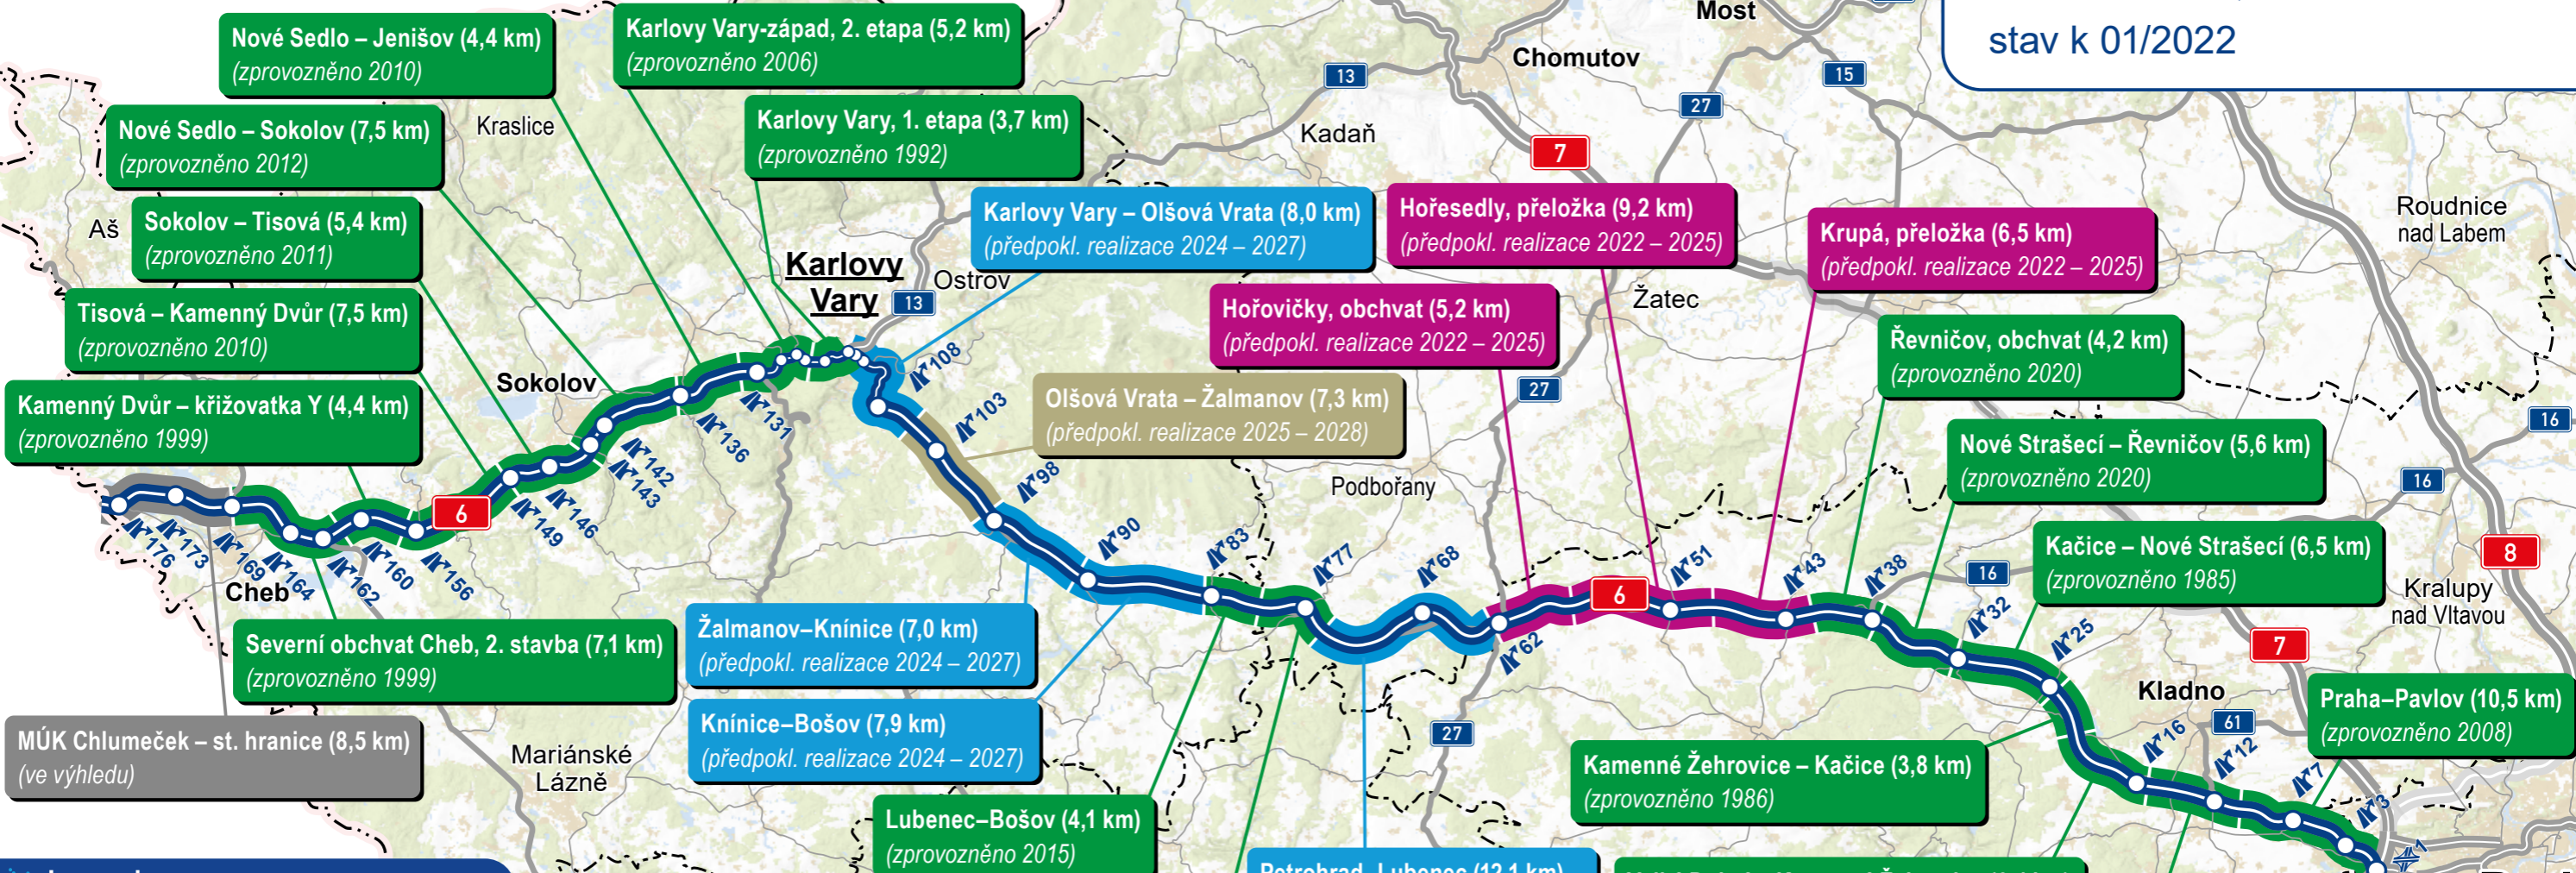 stav k 01/2022
Nové Sedlo – Jenišov (4,4 km)
(zprovozněno 2010)
Karlovy Vary-západ, 2. etapa (5,2 km)
(zprovozněno 2006)
Most
Chomutov
13
15
27
Nové Sedlo – Sokolov (7,5 km)
(zprovozněno 2012)
Kraslice
Karlovy Vary, 1. etapa (3,7 km)
(zprovozněno 1992)
Kadaň
7
Aš
Sokolov – Tisová (5,4 km)
(zprovozněno 2011)
Karlovy Vary – Olšová Vrata (8,0 km)
(předpokl. realizace 2024 – 2027)
Hořesedly, přeložka (9,2 km)
(předpokl. realizace 2022 – 2025)
Krupá, přeložka (6,5 km)
(předpokl. realizace 2022 – 2025)
Roudnice
nad Labem
Karlovy
Vary
Ostrov
13
Tisová – Kamenný Dvůr (7,5 km)
(zprovozněno 2010)
Hořovičky, obchvat (5,2 km)
(předpokl. realizace 2022 – 2025)
Žatec
Řevničov, obchvat (4,2 km)
(zprovozněno 2020)
Sokolov
108
27
Kamenný Dvůr – křižovatka Y (4,4 km)
(zprovozněno 1999)
Olšová Vrata – Žalmanov (7,3 km)
(předpokl. realizace 2025 – 2028)
103
131
136
142
143
Nové Strašecí – Řevničov (5,6 km)
(zprovozněno 2020)
16
16
98
Podbořany
6
146
149
156
160
162
164
169
173
176
Cheb
90
83
77
68
62
6
51
43
38
16
32
Kačice – Nové Strašecí (6,5 km)
(zprovozněno 1985)
8
Kralupy
nad Vltavou
25
7
Severní obchvat Cheb, 2. stavba (7,1 km)
(zprovozněno 1999)
Žalmanov–Knínice (7,0 km)
(předpokl. realizace 2024 – 2027)
Kladno
Praha–Pavlov (10,5 km)
(zprovozněno 2008)
MÚK Chlumeček – st. hranice (8,5 km)
(ve výhledu)
Mariánské
Lázně
Knínice–Bošov (7,9 km)
(předpokl. realizace 2024 – 2027)
27
Kamenné Žehrovice – Kačice (3,8 km)
(zprovozněno 1986)
16
61
12
7
3
1
Lubenec–Bošov (4,1 km)
(zprovozněno 2015)
Petrohrad–Lubenec (12,1 km)